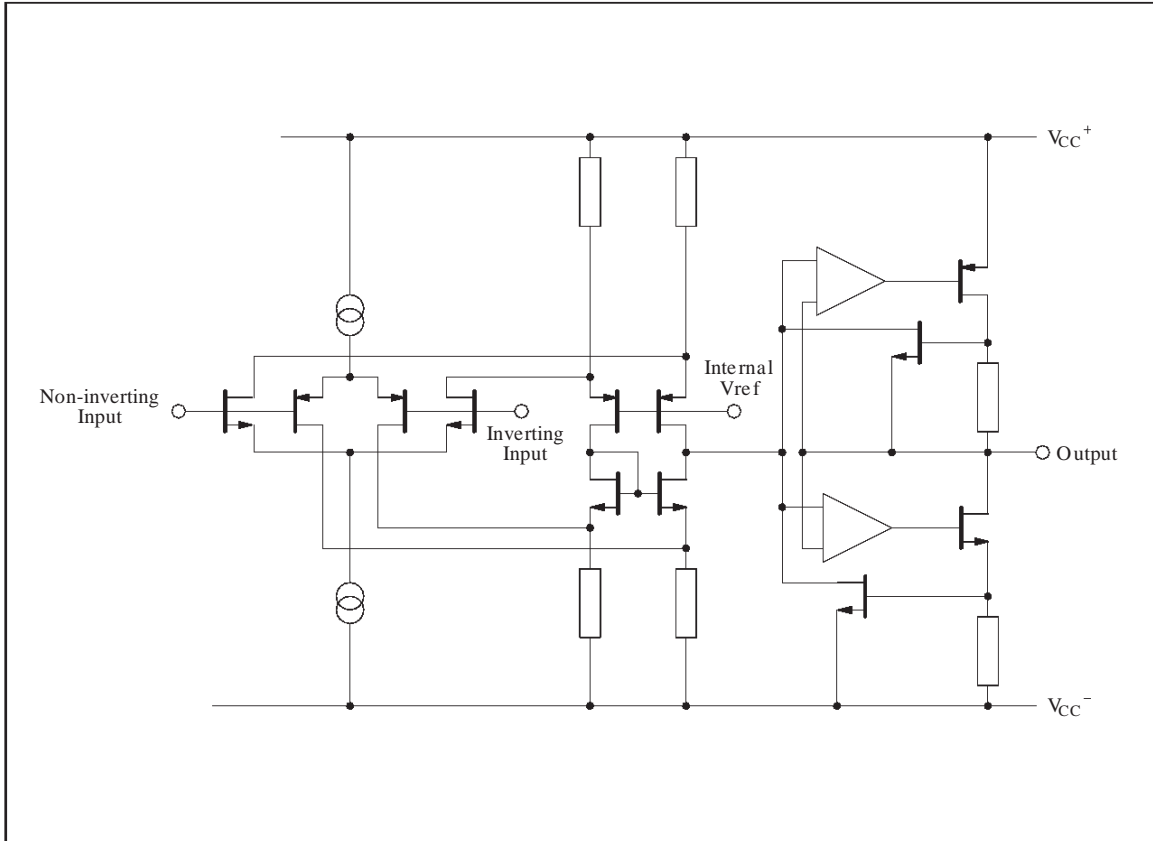 VCC+
Non-inverting
Input
Inverting
Input
Internal
Vref
Output
VCC−